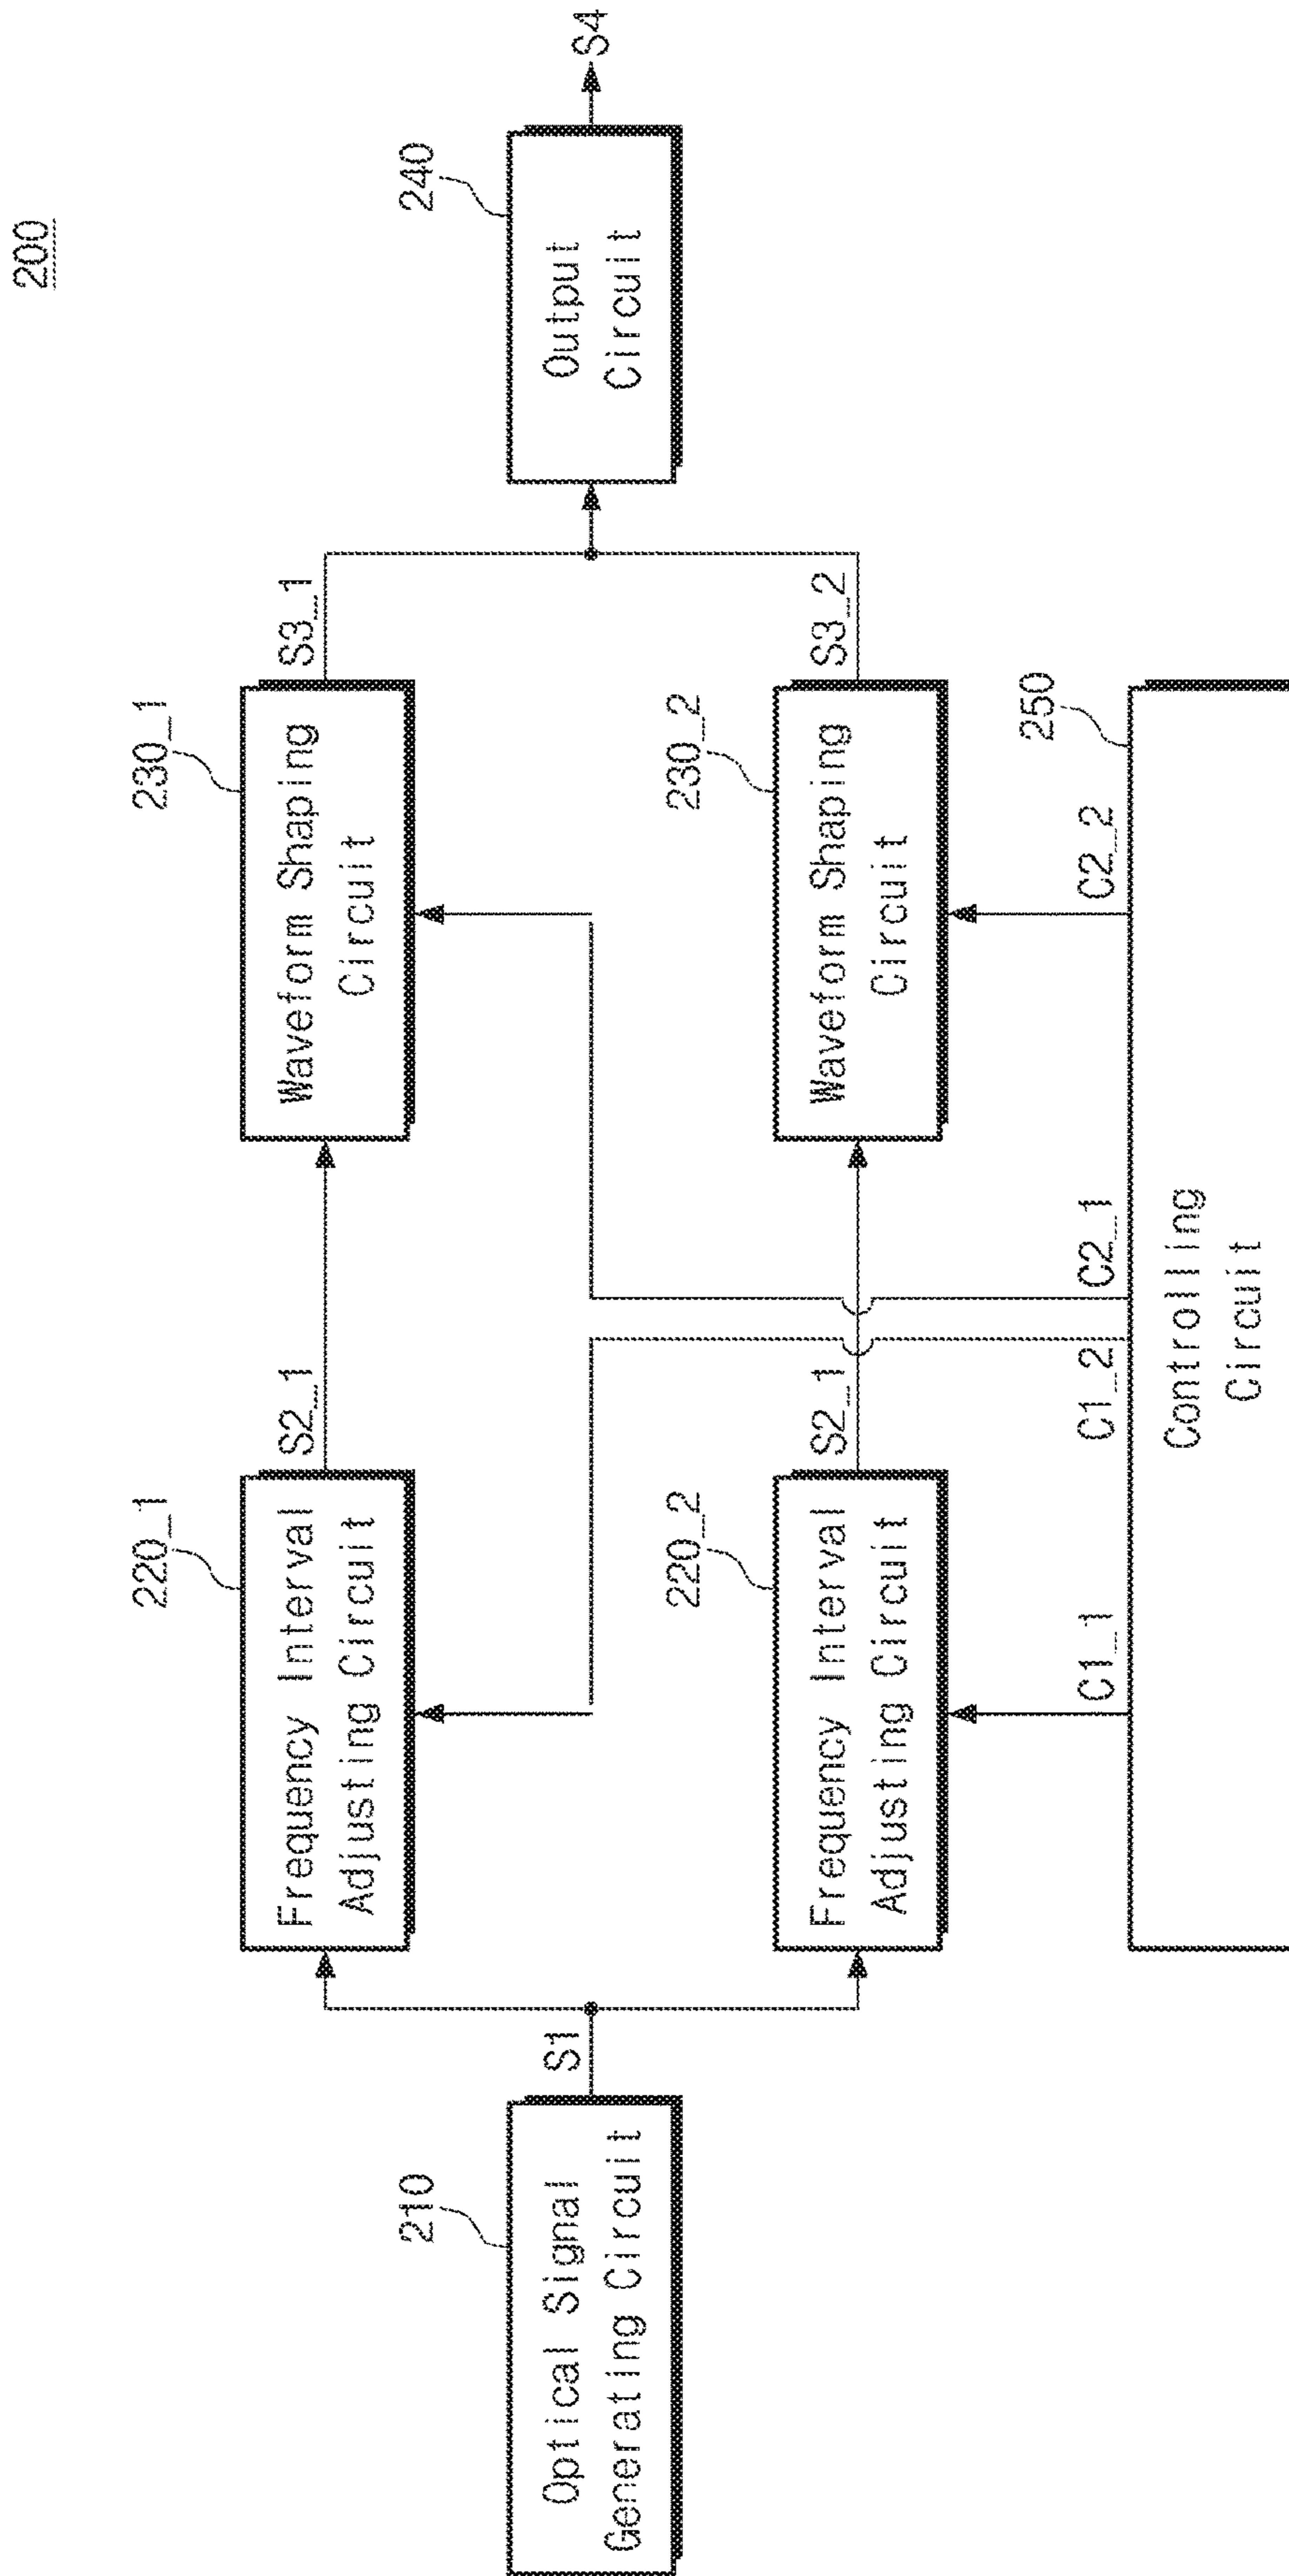 200
210
Optical Signal
Generating Circuit
S1
220_1
Frequency Interval
Adjusting Circuit
S2_1
230_1
Waveform Shaping
Circuit
S3_1
220_2
Frequency Interval
Adjusting Circuit
S2_1
230_2
Waveform Shaping
Circuit
S3_2
240
Output
Circuit
S4
C1_1
C1_2
C2_1
C2_2
250
Controlling
Circuit